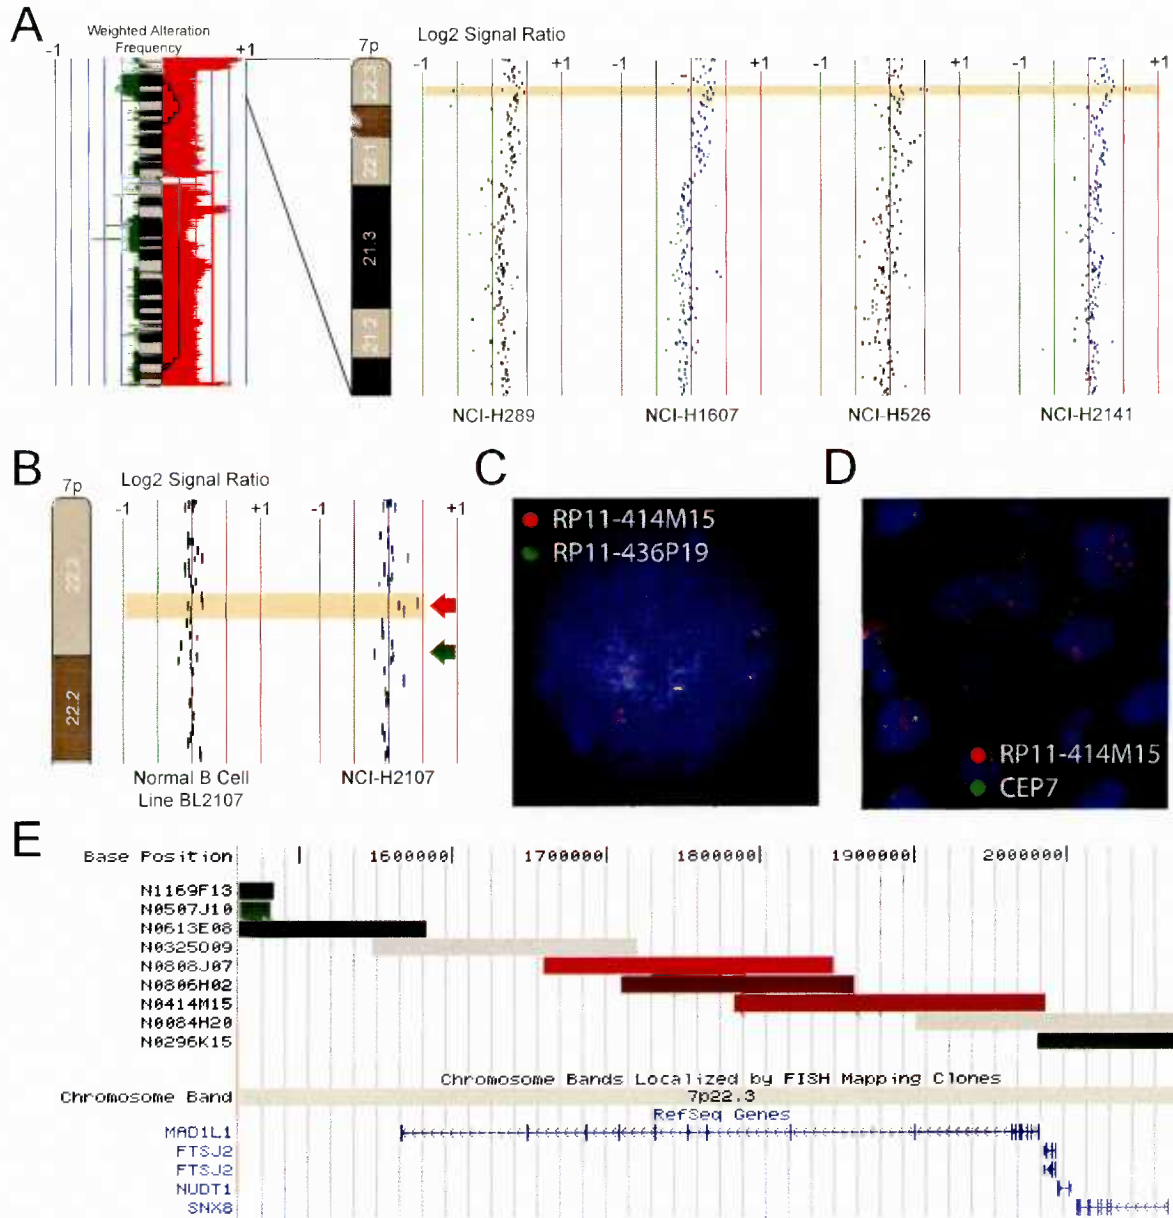 A
Weighted Alteration
Frequency
-1
+1
7p
22.3
22.1
21.3
21.2
Log2 Signal Ratio
-1 +1 -1 +1 -1 +1 -1 +1
NCI-H289 NCI-H1607 NCI-H526 NCI-H2141
B
7p
22.3
22.2
Log2 Signal Ratio
-1 +1 -1 +1
Normal B Cell
Line BL2107
NCI-H2107
C
RP11-414M15
RP11-436P19
D
RP11-414M15
CEP7
E
Base Position 1600000 1700000 1800000 1900000 2000000
N1169F13
N0507J10
N0613E08
N0325O09
N0808J07
N0806H02
N0414M15
N0084H20
N0296K15
Chromosome Bands Localized by FISH Mapping Clones
Chromosome Band 7p22.3
RefSeq Genes
MAD1L1
FTSJ2
FTSJ2
NUDT1
SNX8